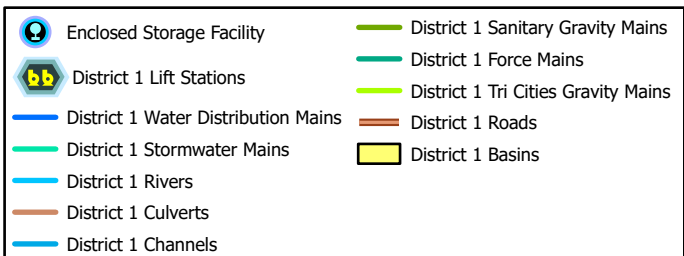 Enclosed Storage Facility
District 1 Lift Stations
District 1 Water Distribution Mains
District 1 Stormwater Mains
District 1 Rivers
District 1 Culverts
District 1 Channels
District 1 Sanitary Gravity Mains
District 1 Force Mains
District 1 Tri Cities Gravity Mains
District 1 Roads
District 1 Basins